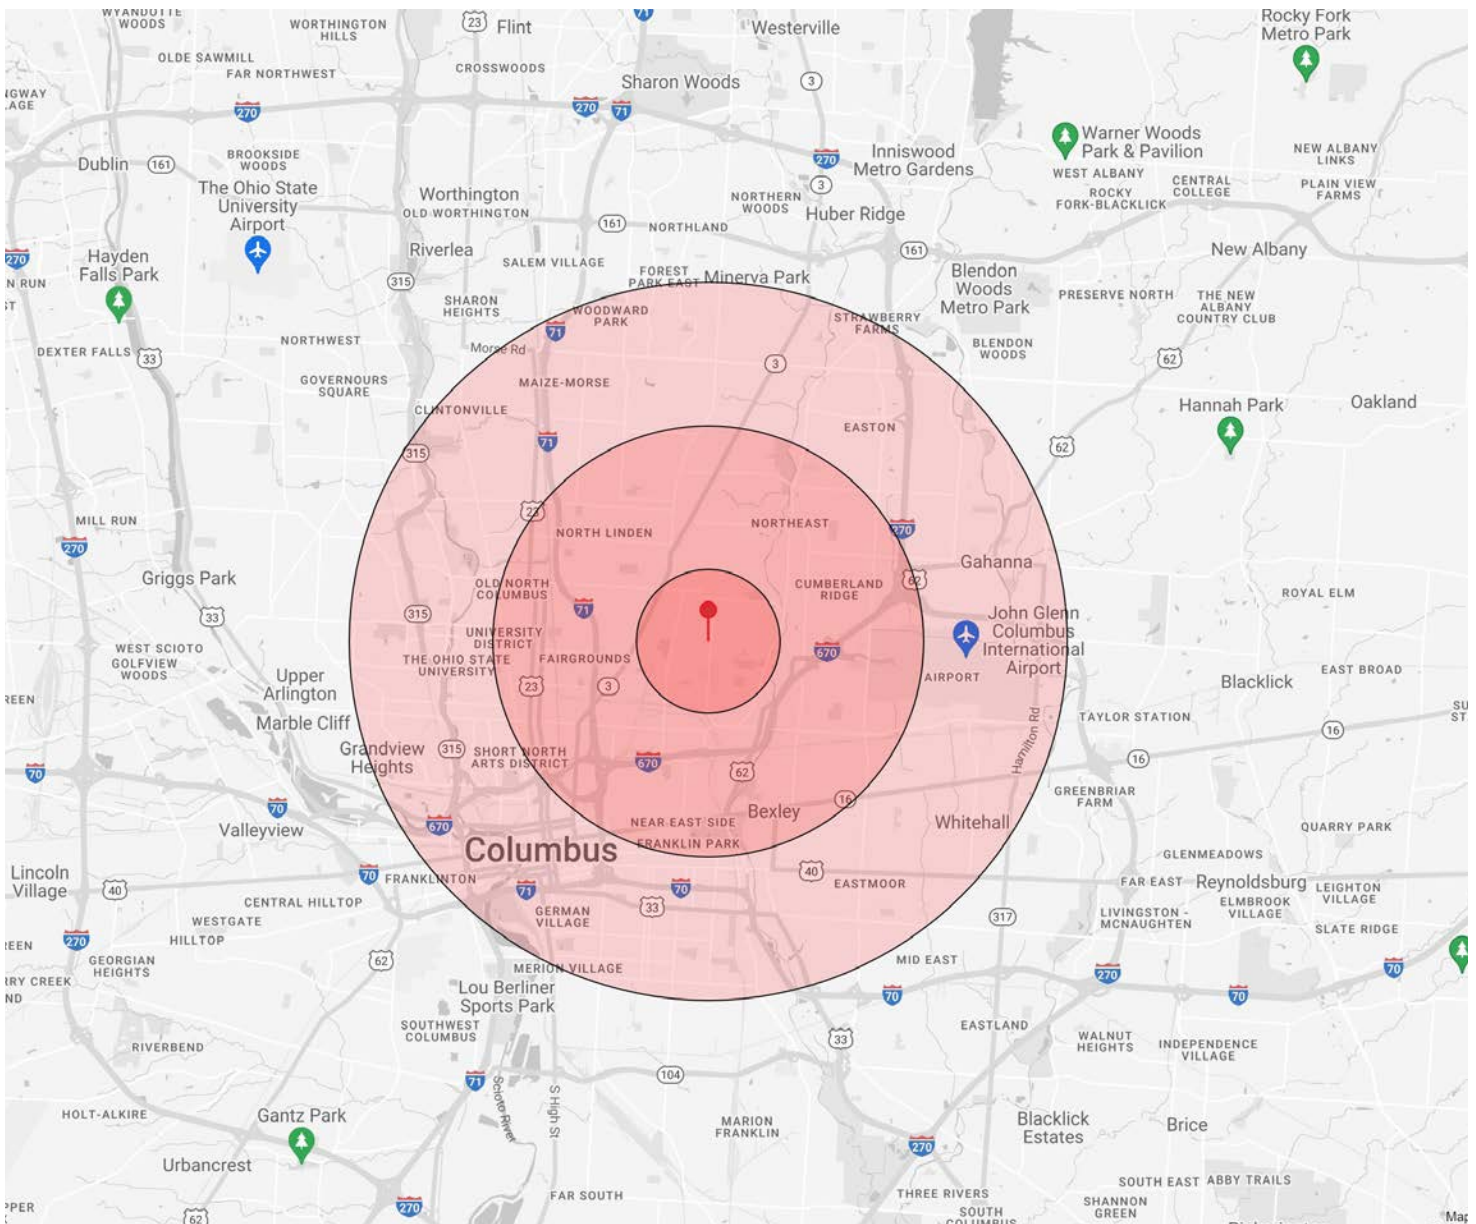 WYANDOTTE
WOODS
WORTHINGTON
HILLS
23
Flint
71
Westerville
Rocky Fork
Metro Park
OLDE SAWMILL
FAR NORTHWEST
CROSSWOODS
Sharon Woods
3
270
270
71
Warner Woods
Park & Pavilion
Dublin
161
BROOKSIDE
WOODS
270
Inniswood
Metro Gardens
WEST ALBANY
NEW ALBANY
LINKS
The Ohio State
University
Airport
Worthington
OLD WORTHINGTON
NORTHERN
WOODS
3
Huber Ridge
ROCKY
FORK-BLACKLICK
CENTRAL
COLLEGE
PLAIN VIEW
FARMS
161
NORTHLAND
161
New Albany
270
Hayden
Falls Park
Riverlea
315
SALEM VILLAGE
FOREST
PARK EAST
Minerva Park
Blendon
Woods
Metro Park
PRESERVE NORTH
THE NEW
ALBANY
COUNTRY CLUB
N RUN
ST
SHARON
HEIGHTS
WOODWARD
PARK
71
STRAWBERRY
FARMS
DEXTER FALLS
33
NORTHWEST
Morse Rd
BLENDON
WOODS
62
GOVERNOURS
SQUARE
MAIZE-MORSE
3
CLINTONVILLE
Hannah Park
Oakland
EASTON
71
315
62
MILL RUN
270
23
NORTH LINDEN
NORTHEAST
270
Griggs Park
Gahanna
OLD NORTH
COLUMBUS
CUMBERLAND
RIDGE
62
ROYAL ELM
33
315
71
John Glenn
Columbus
International
Airport
WEST SCIOTO
GOLFVIEW
WOODS
UNIVERSITY
DISTRICT
THE OHIO STATE
UNIVERSITY
FAIRGROUNDS
670
AIRPORT
EAST BROAD
Upper
Arlington
23
3
Blacklick
REEN
Marble Cliff
Grandview
Heights
315
SHORT NORTH
ARTS DISTRICT
670
62
Hamilton Rd
TAYLOR STATION
16
16
SU
ST
70
70
Valleyview
670
Bexley
16
GREENBRIAR
FARM
NEAR EAST SIDE
FRANKLIN PARK
Whitehall
QUARRY PARK
Columbus
Lincoln
Village
40
70
FRANKLINTON
71
70
40
EASTMOOR
GLENMEADOWS
FAR EAST
Reynoldsburg
LEIGHTON
VILLAGE
CENTRAL HILLTOP
WESTGATE
HILLTOP
GERMAN
VILLAGE
33
317
LIVINGSTON -
MCNAUGHTEN
ELMBROOK
VILLAGE
SLATE RIDGE
REEN
270
GEORGIAN
HEIGHTS
62
MERION VILLAGE
MID EAST
270
70
RRY CREEK
ND
Lou Berliner
Sports Park
70
70
SOUTHWEST
COLUMBUS
33
EASTLAND
WALNUT
HEIGHTS
INDEPENDENCE
VILLAGE
RIVERBEND
71
104
Scioto River
S High St
HOLT-ALKIRE
Gantz Park
MARION
FRANKLIN
Blacklick
Estates
Brice
270
Urbancrest
FAR SOUTH
THREE RIVERS
SOUTH EAST
ABBY TRAILS
270
62
SHANNON
GREEN
SOUTH
COLUMBUS
Map